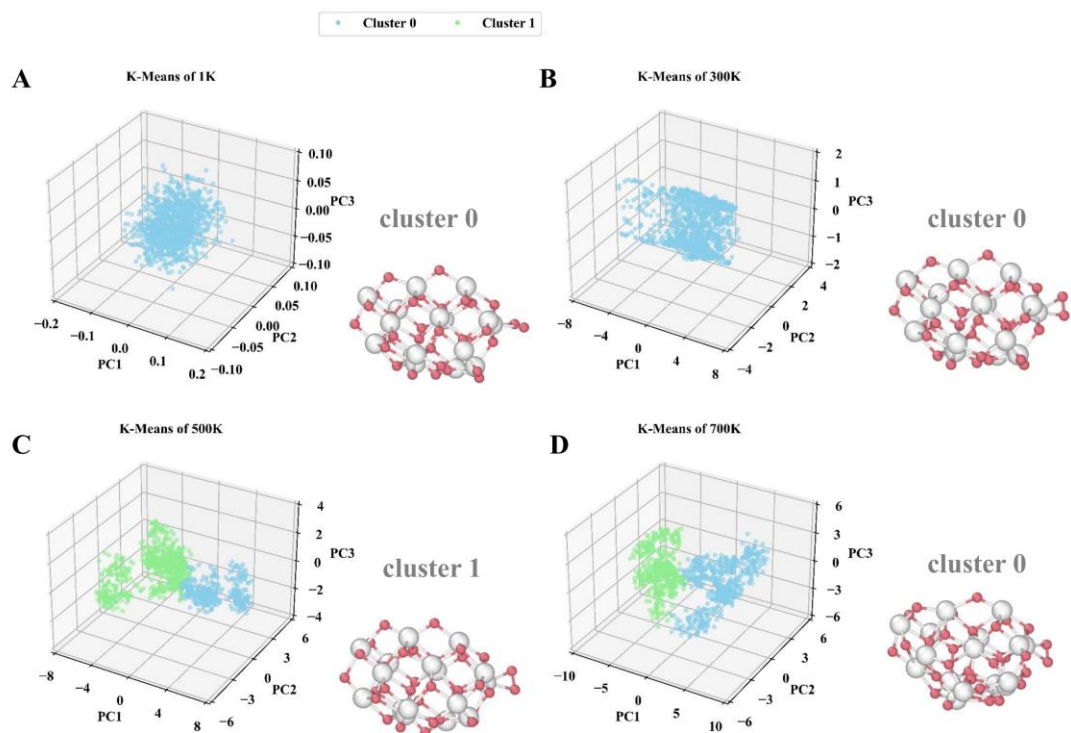 Cluster 0 Cluster 1
A
K-Means of 1K
0.10
0.05
0.00
−0.05
−0.10
PC3
0.10
0.05
0.00
−0.05
−0.10
PC2
−0.2
−0.1
0.0
0.1
0.2
PC1
cluster 0
B
K-Means of 300K
2
1
0
−1
−2
PC3
4
2
0
−2
−4
PC2
−8
−4
0
4
8
PC1
cluster 0
C
K-Means of 500K
4
2
0
−2
−4
PC3
6
3
0
−3
−6
PC2
−8
−4
0
4
8
PC1
cluster 1
D
K-Means of 700K
6
3
0
−3
−6
PC3
6
3
0
−3
−6
PC2
−10
−5
0
5
10
PC1
cluster 0